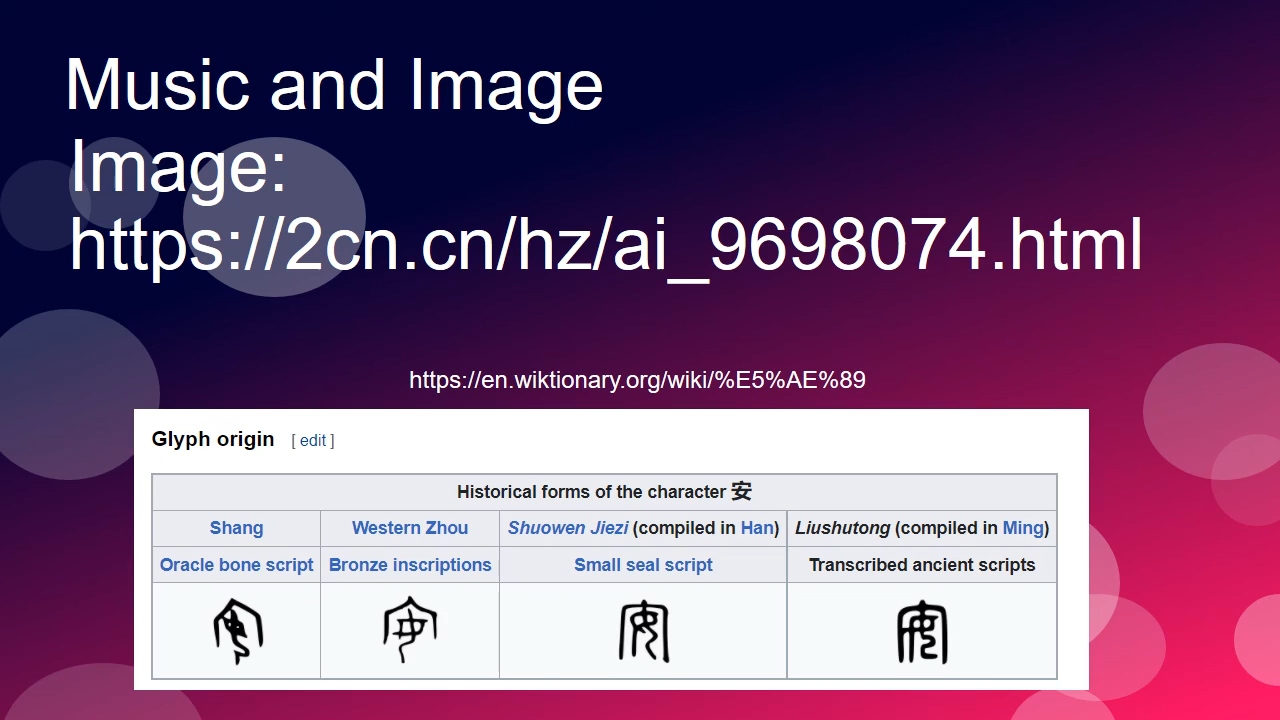 Music and Image
Image:
https://2cn.cn/hz/ai_9698074.html
https://en.wiktionary.org/wiki/%E5%AE%89
Glyph origin [ edit ]
Historical forms of the character 安
Shang Western Zhou Shuowen Jiezi (compiled in Han) Liushutong (compiled in Ming)
Oracle bone script Bronze inscriptions Small seal script Transcribed ancient scripts